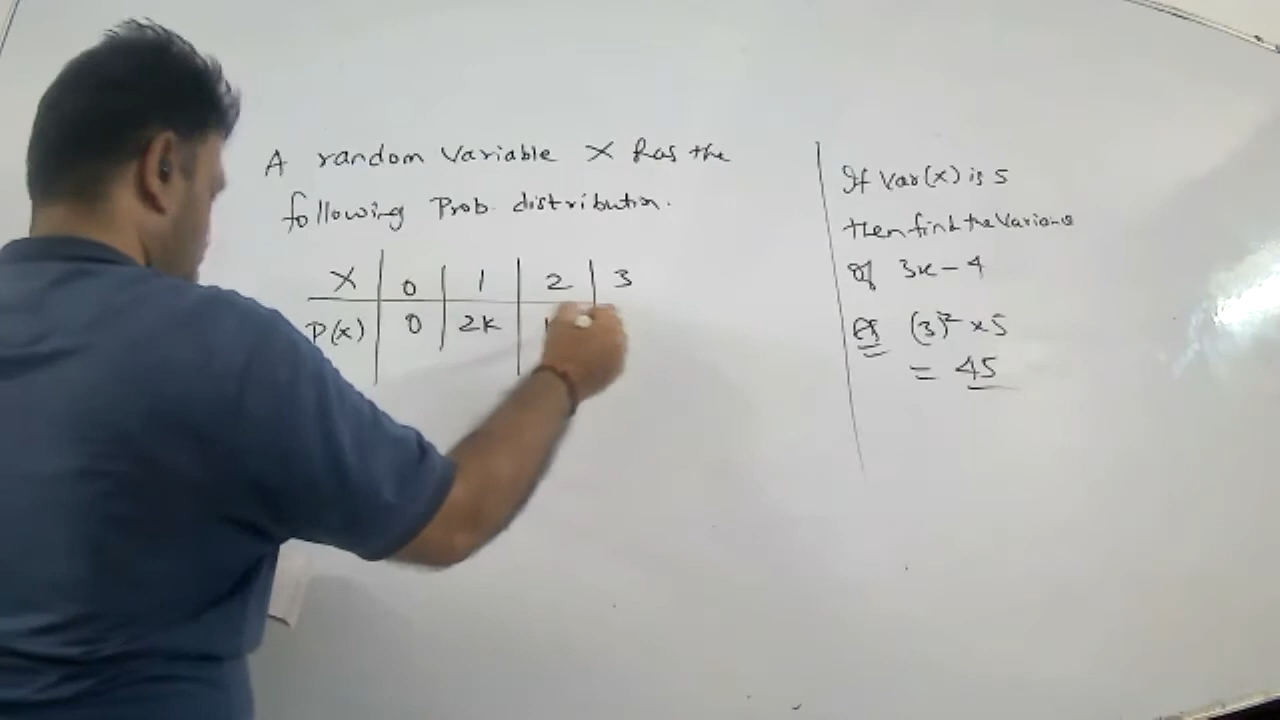 A random variable X has the
following Prob. distribution.
X 0 1 2 3
P(x) 0 2k
If Var(x) is 5
then find the Variance
of 3x - 4
(3)² × 5
= 45